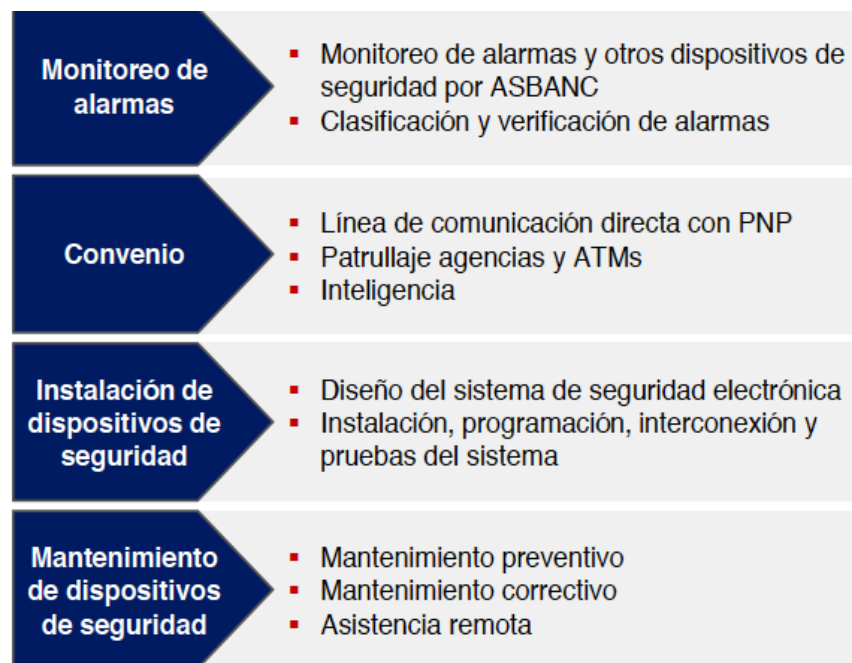 Monitoreo de
alarmas
▪ Monitoreo de alarmas y otros dispositivos de
seguridad por ASBANC
▪ Clasificación y verificación de alarmas
Convenio
▪ Línea de comunicación directa con PNP
▪ Patrullaje agencias y ATMs
▪ Inteligencia
Instalación de
dispositivos de
seguridad
▪ Diseño del sistema de seguridad electrónica
▪ Instalación, programación, interconexión y
pruebas del sistema
Mantenimiento
de dispositivos
de seguridad
▪ Mantenimiento preventivo
▪ Mantenimiento correctivo
▪ Asistencia remota